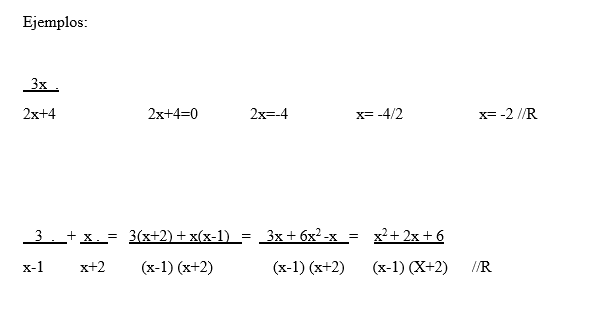 Ejemplos:
3x .
2x+4 2x+4=0 2x=-4 x= -4/2 x= -2 //R
3 . + x . = 3(x+2) + x(x-1) = 3x + 6x² -x = x² + 2x + 6
x-1 x+2 (x-1) (x+2) (x-1) (x+2) (x-1) (X+2) //R